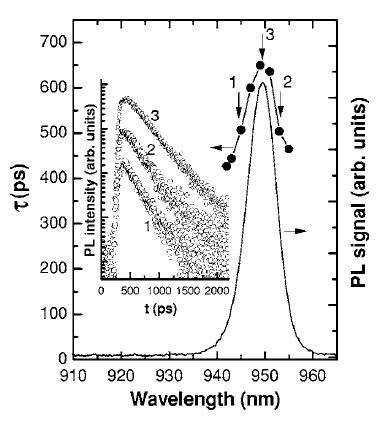 τ(ps)
700
600
500
400
300
200
100
0
910 920 930 940 950 960
Wavelength (nm)
PL signal (arb. units)
1
2
3
PL intensity (arb. units)
3
2
1
0 500 1000 1500 2000
t (ps)